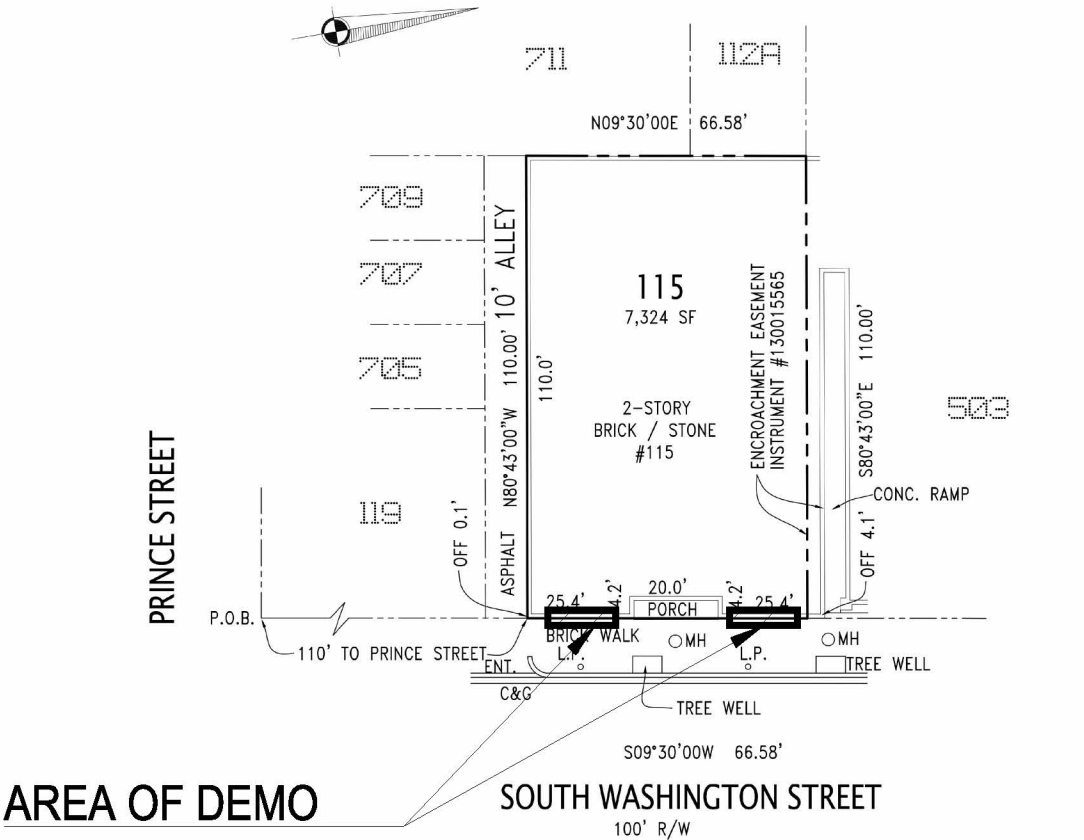 711
112A
N09°30'00E 66.58'
709
707
705
119
10' ALLEY
ASPHALT N80°43'00"W 110.00'
110.0'
115
7,324 SF
2-STORY
BRICK / STONE
#115
ENCROACHMENT EASEMENT
INSTRUMENT #130015565
S80°43'00"E 110.00'
503
CONC. RAMP
OFF 4.1'
OFF 0.1'
PRINCE STREET
P.O.B.
110' TO PRINCE STREET
25.4'
4.2'
20.0'
PORCH
4.2'
25.4'
BRICK WALK
MH
MH
L.P.
L.P.
ENT.
C&G
TREE WELL
TREE WELL
S09°30'00W 66.58'
AREA OF DEMO
SOUTH WASHINGTON STREET
100' R/W